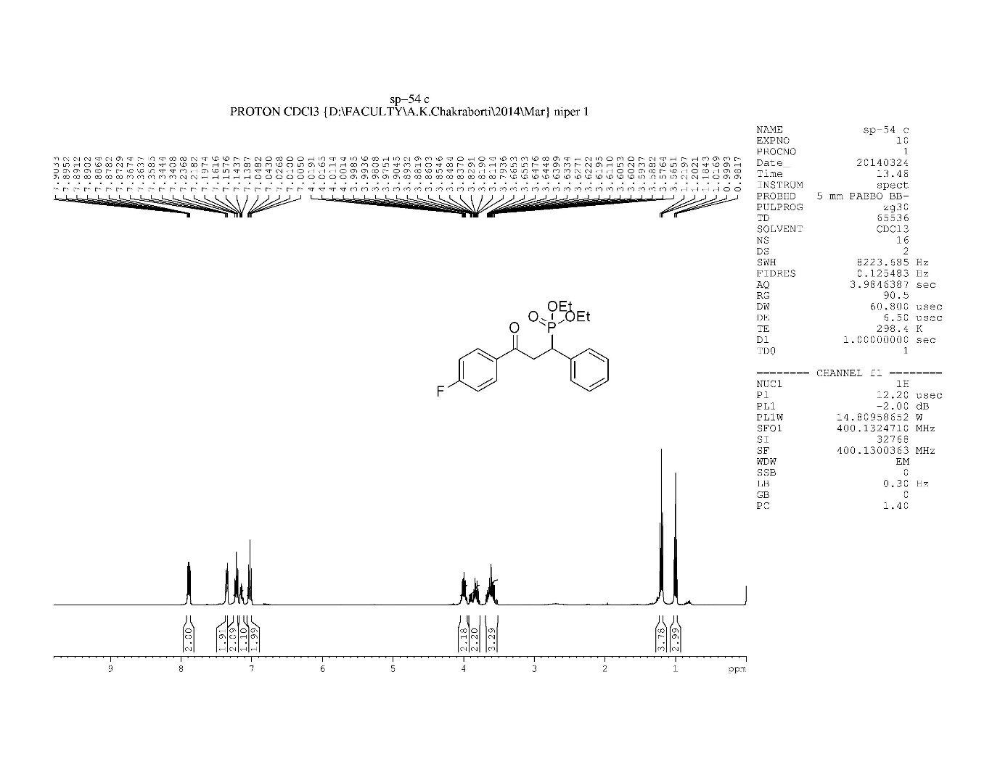 sp-54 c
PROTON CDCl3 {D:\FACULTY\A.K.Chakraborti\2014\Mar} niper 1
7.9033
7.8952
7.8912
7.8902
7.8864
7.8782
7.8729
7.3674
7.3637
7.3585
7.3444
7.3408
7.2368
7.2182
7.1974
7.1616
7.1576
7.1437
7.1387
7.0482
7.0430
7.0268
7.0100
7.0050
4.0191
4.0165
4.0114
4.0014
3.9985
3.9936
3.9808
3.9751
3.9045
3.8932
3.8819
3.8603
3.8546
3.8484
3.8370
3.8291
3.8190
3.8114
3.7936
3.6653
3.6553
3.6476
3.6448
3.6399
3.6334
3.6271
3.6222
3.6195
3.6110
3.6053
3.6020
3.5937
3.5882
3.5764
3.5651
1.2197
1.2021
1.1843
1.0169
0.9993
0.9817
NAME sp-54 c
EXPNO 10
PROCNO 1
Date_ 20140324
Time 13.48
INSTRUM spect
PROBHD 5 mm PABBO BB-
PULPROG zg30
TD 65536
SOLVENT CDCl3
NS 16
DS 2
SWH 8223.685 Hz
FIDRES 0.125483 Hz
AQ 3.9846387 sec
RG 90.5
DW 60.800 usec
DE 6.50 usec
TE 298.4 K
D1 1.00000000 sec
TD0 1
======== CHANNEL f1 ========
NUC1 1H
P1 12.20 usec
PL1 -2.00 dB
PL1W 14.80958652 W
SFO1 400.1324710 MHz
SI 32768
SF 400.1300363 MHz
WDW EM
SSB 0
LB 0.30 Hz
GB 0
PC 1.40
OEt
O OEt
P
O
F
2.00
1.91
2.09
1.10
1.99
2.18
2.20
3.29
3.78
2.99
9 8 7 6 5 4 3 2 1 ppm